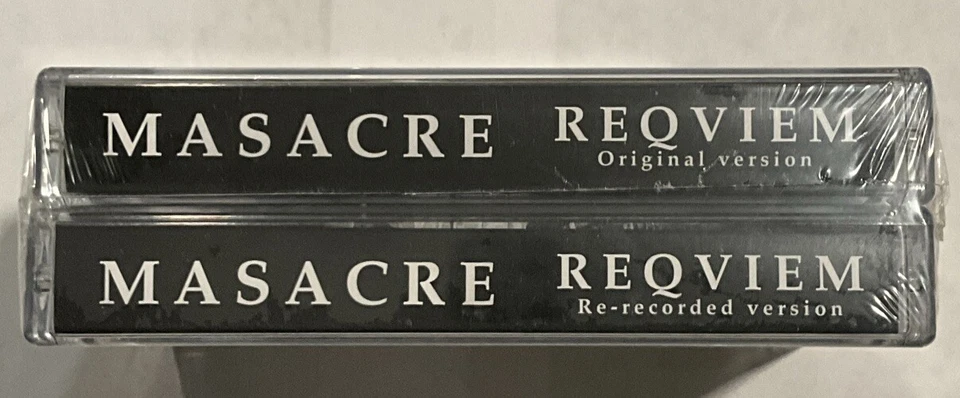 MASACRE REQVIEM
Original version
MASACRE REQVIEM
Re-recorded version